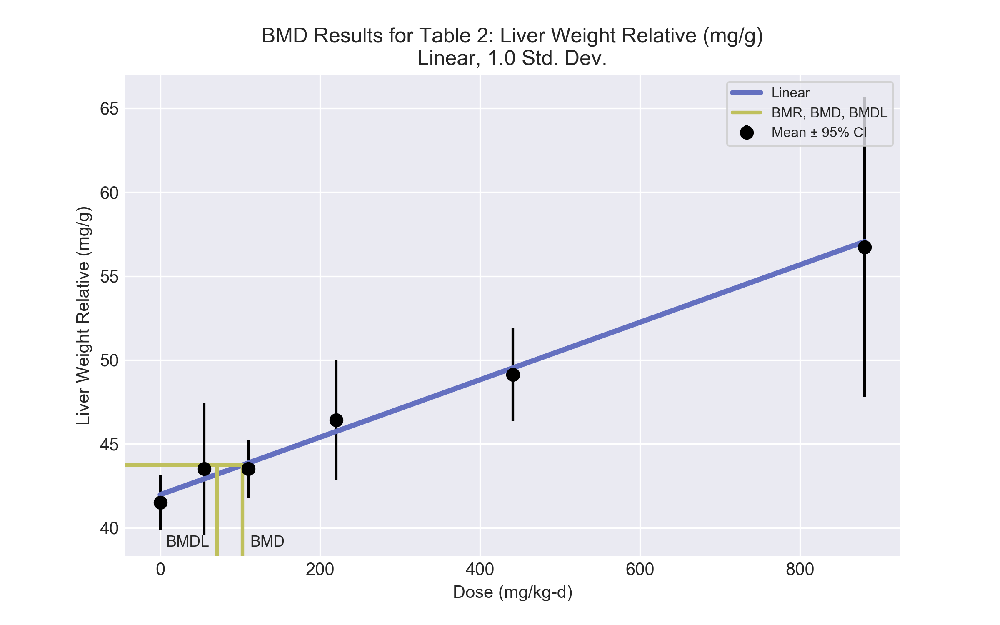 BMD Results for Table 2: Liver Weight Relative (mg/g)
Linear, 1.0 Std. Dev.
Linear
BMR, BMD, BMDL
Mean ± 95% CI
65
60
55
50
45
40
Liver Weight Relative (mg/g)
BMDL BMD
0 200 400 600 800
Dose (mg/kg-d)